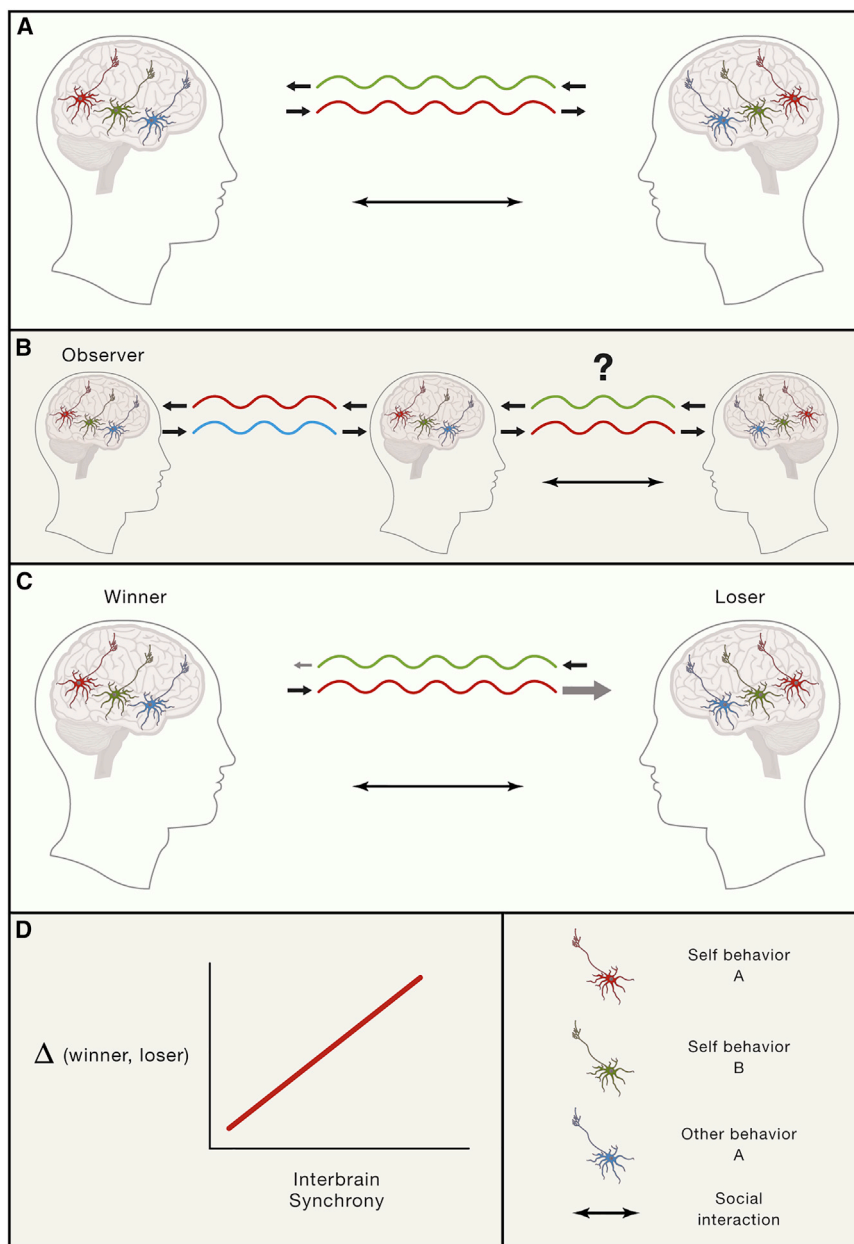 A
B
Observer
?
C
Winner
Loser
D
Δ (winner, loser)
Interbrain
Synchrony
Self behavior
A
Self behavior
B
Other behavior
A
Social
interaction